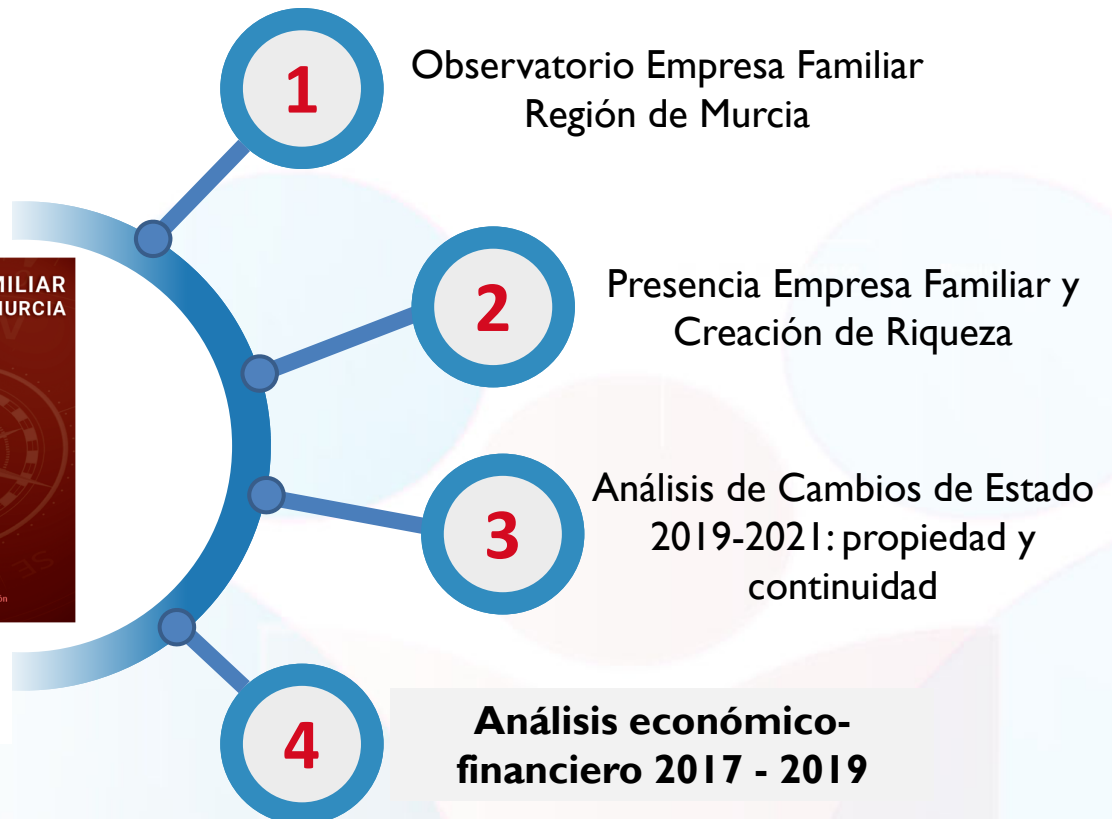 1
Observatorio Empresa Familiar
Región de Murcia
2
Presencia Empresa Familiar y
Creación de Riqueza
MILIAR
MURCIA
3
Análisis de Cambios de Estado
2019-2021: propiedad y
continuidad
4
Análisis económico-
financiero 2017 - 2019